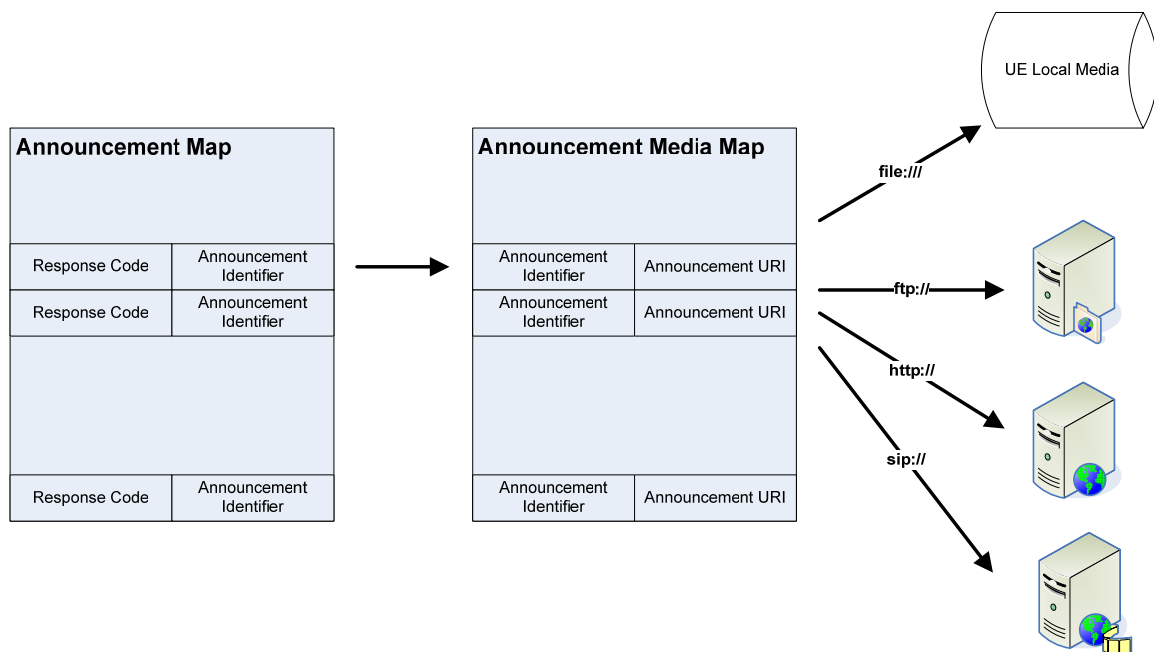 UE Local Media
Announcement Map
Announcement Media Map
file:///
Response Code
Announcement
Identifier
Announcement
Identifier
Announcement URI
Response Code
Announcement
Identifier
Announcement
Identifier
Announcement URI
ftp://
http://
sip://
Response Code
Announcement
Identifier
Announcement
Identifier
Announcement URI